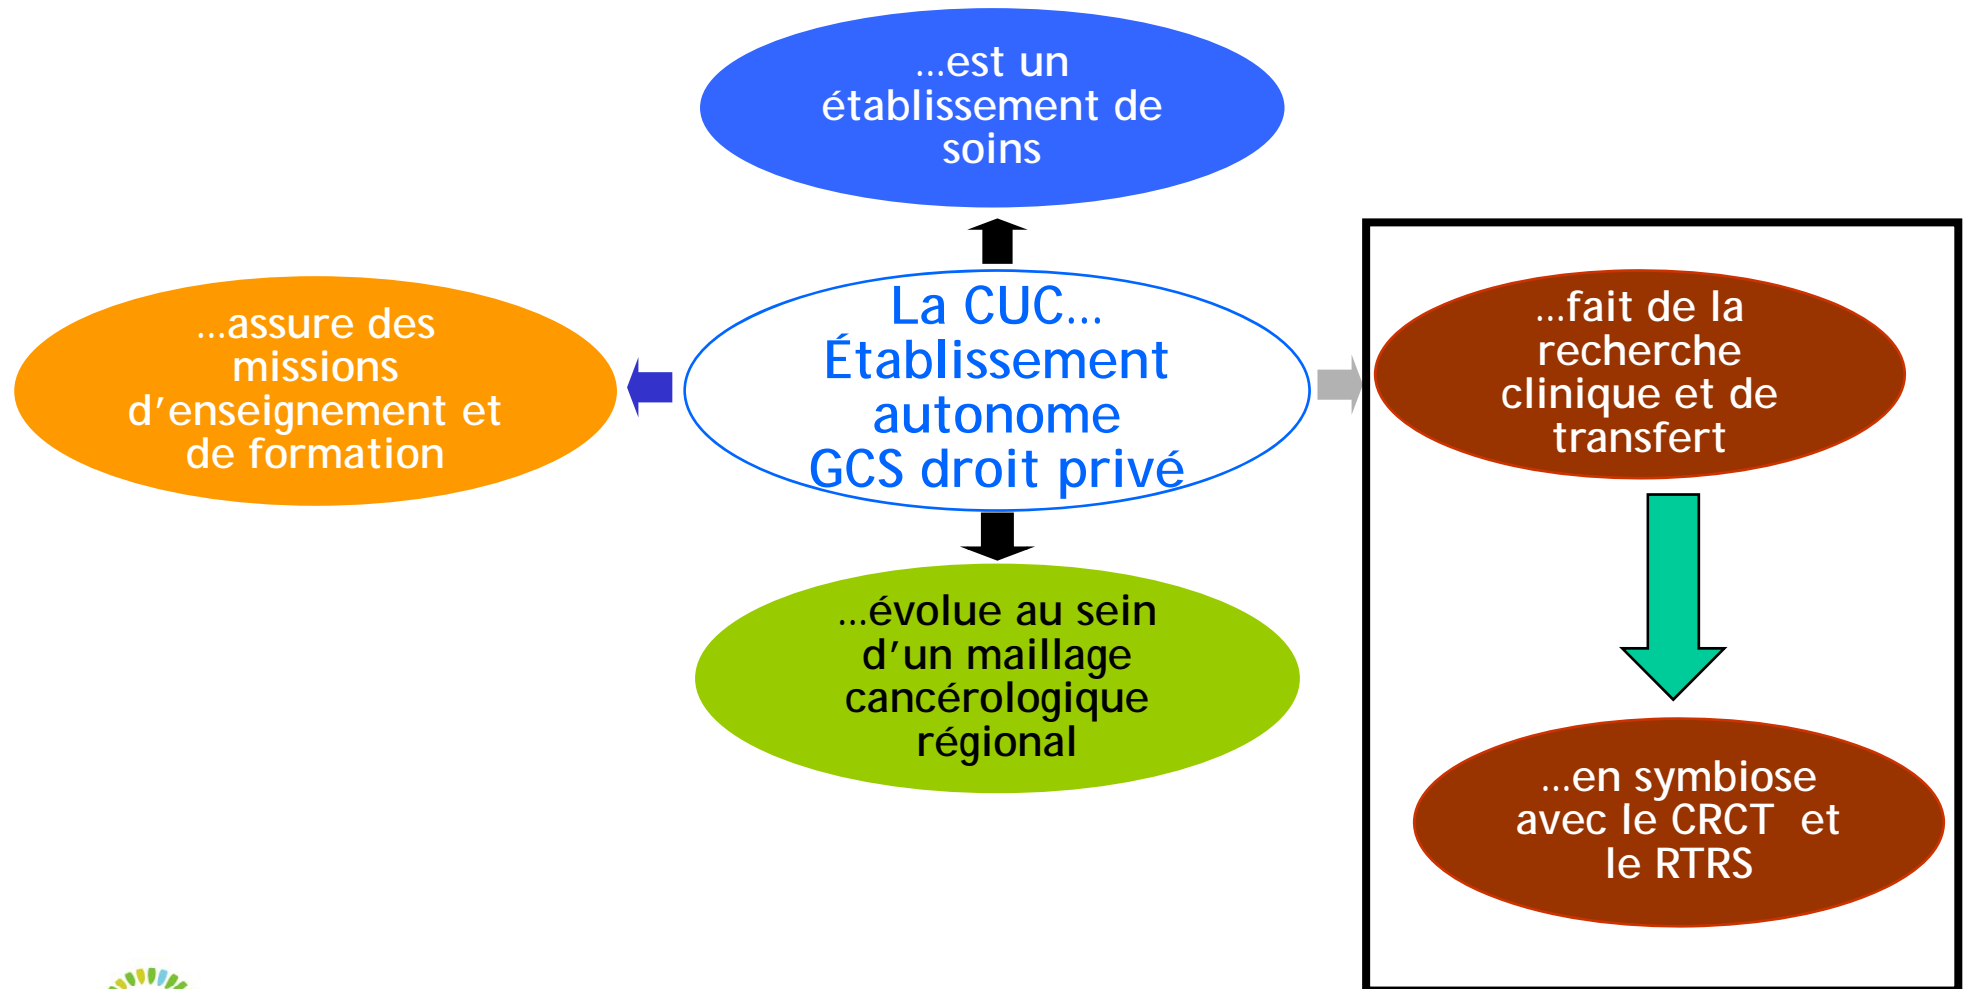 …est un
établissement de
soins
…assure des
missions
d’enseignement et
de formation
La CUC…
Établissement
autonome
GCS droit privé
…fait de la
recherche
clinique et de
transfert
…évolue au sein
d’un maillage
cancérologique
régional
…en symbiose
avec le CRCT et
le RTRS